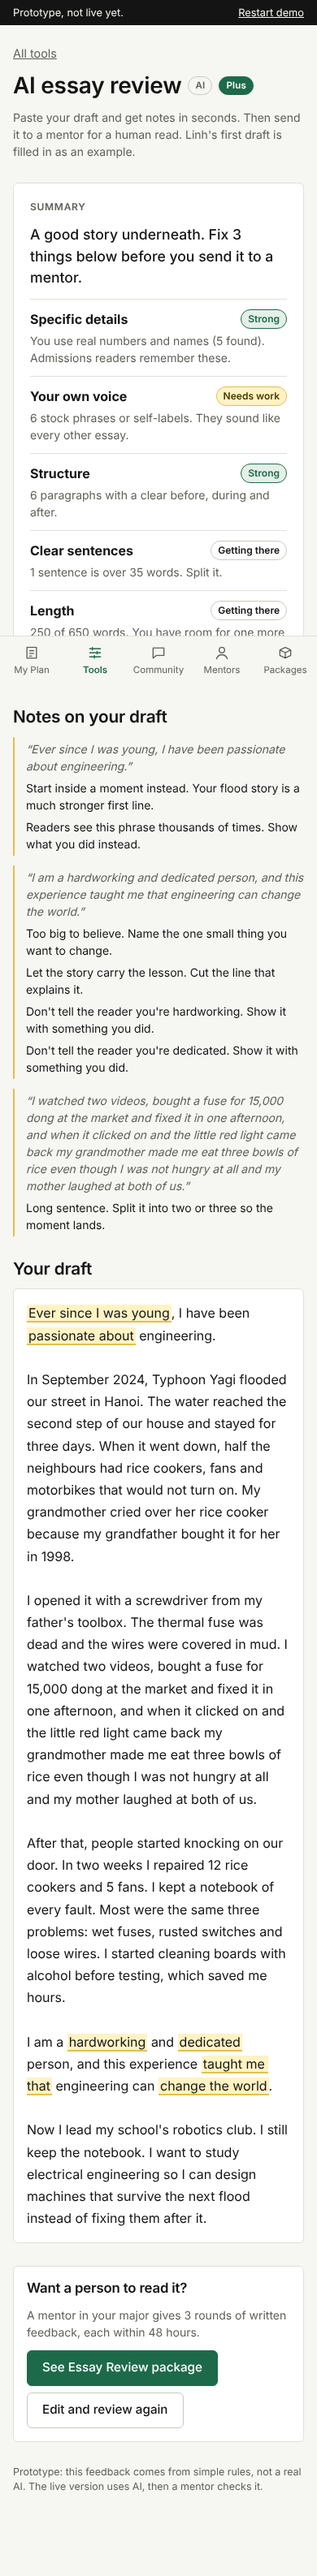 Prototype, not live yet. Restart demo
All tools
AI essay review AI Plus
Paste your draft and get notes in seconds. Then send
it to a mentor for a human read. Linh's first draft is
filled in as an example.
SUMMARY
A good story underneath. Fix 3
things below before you send it to a
mentor.
Specific details Strong
You use real numbers and names (5 found).
Admissions readers remember these.
Your own voice Needs work
6 stock phrases or self-labels. They sound like
every other essay.
Structure Strong
6 paragraphs with a clear before, during and
after.
Clear sentences Getting there
1 sentence is over 35 words. Split it.
Length Getting there
250 of 650 words. You have room for one more
My Plan Tools Community Mentors Packages
Notes on your draft
“Ever since I was young, I have been passionate
about engineering.”
Start inside a moment instead. Your flood story is a
much stronger first line.
Readers see this phrase thousands of times. Show
what you did instead.
“I am a hardworking and dedicated person, and this
experience taught me that engineering can change
the world.”
Too big to believe. Name the one small thing you
want to change.
Let the story carry the lesson. Cut the line that
explains it.
Don't tell the reader you're hardworking. Show it
with something you did.
Don't tell the reader you're dedicated. Show it with
something you did.
“I watched two videos, bought a fuse for 15,000
dong at the market and fixed it in one afternoon,
and when it clicked on and the little red light came
back my grandmother made me eat three bowls of
rice even though I was not hungry at all and my
mother laughed at both of us.”
Long sentence. Split it into two or three so the
moment lands.
Your draft
Ever since I was young, I have been
passionate about engineering.
In September 2024, Typhoon Yagi flooded
our street in Hanoi. The water reached the
second step of our house and stayed for
three days. When it went down, half the
neighbours had rice cookers, fans and
motorbikes that would not turn on. My
grandmother cried over her rice cooker
because my grandfather bought it for her
in 1998.
I opened it with a screwdriver from my
father's toolbox. The thermal fuse was
dead and the wires were covered in mud. I
watched two videos, bought a fuse for
15,000 dong at the market and fixed it in
one afternoon, and when it clicked on and
the little red light came back my
grandmother made me eat three bowls of
rice even though I was not hungry at all
and my mother laughed at both of us.
After that, people started knocking on our
door. In two weeks I repaired 12 rice
cookers and 5 fans. I kept a notebook of
every fault. Most were the same three
problems: wet fuses, rusted switches and
loose wires. I started cleaning boards with
alcohol before testing, which saved me
hours.
I am a hardworking and dedicated
person, and this experience taught me
that engineering can change the world.
Now I lead my school's robotics club. I still
keep the notebook. I want to study
electrical engineering so I can design
machines that survive the next flood
instead of fixing them after it.
Want a person to read it?
A mentor in your major gives 3 rounds of written
feedback, each within 48 hours.
See Essay Review package
Edit and review again
Prototype: this feedback comes from simple rules, not a real
AI. The live version uses AI, then a mentor checks it.